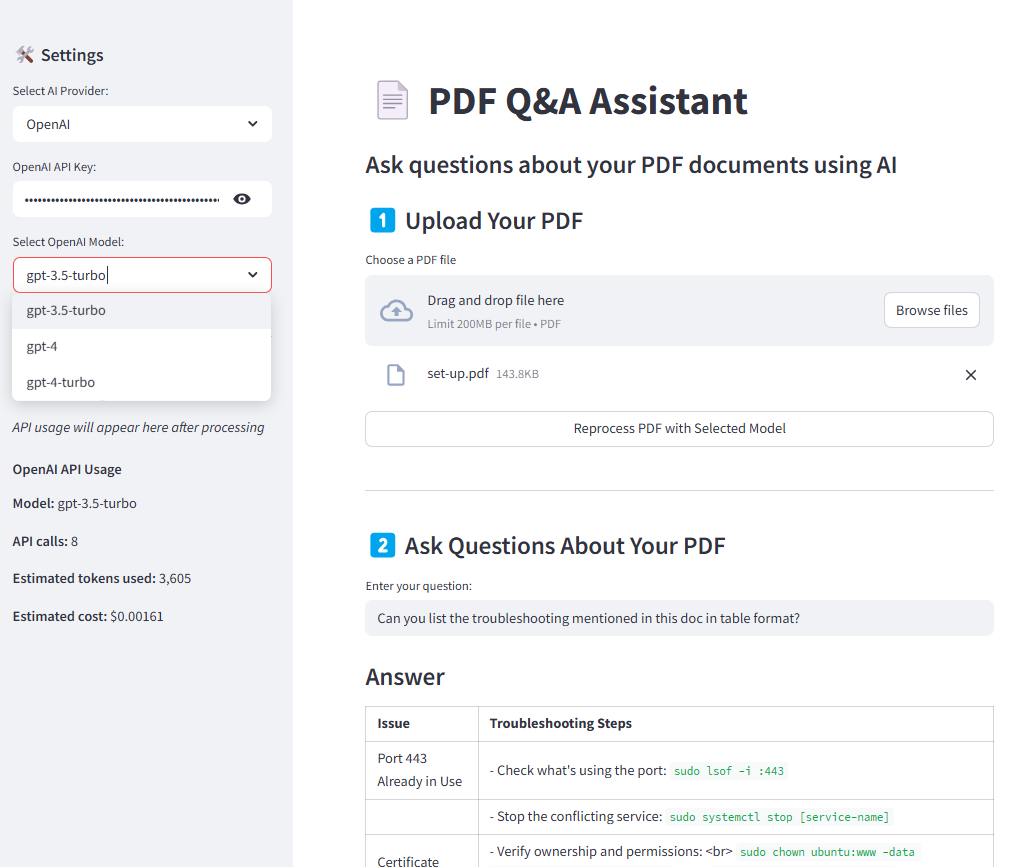 🛠️ Settings
Select AI Provider:
OpenAI
OpenAI API Key:
Select OpenAI Model:
gpt-3.5-turbo
gpt-3.5-turbo
gpt-4
gpt-4-turbo
API usage will appear here after processing
OpenAI API Usage
Model: gpt-3.5-turbo
API calls: 8
Estimated tokens used: 3,605
Estimated cost: $0.00161
PDF Q&A Assistant
Ask questions about your PDF documents using AI
1 Upload Your PDF
Choose a PDF file
Drag and drop file here
Limit 200MB per file • PDF
Browse files
set-up.pdf 143.8KB
Reprocess PDF with Selected Model
2 Ask Questions About Your PDF
Enter your question:
Can you list the troubleshooting mentioned in this doc in table format?
Answer
Issue Troubleshooting Steps
Port 443
Already in Use
- Check what's using the port: sudo lsof -i :443
- Stop the conflicting service: sudo systemctl stop [service-name]
- Verify ownership and permissions: <br> sudo chown ubuntu:www -data
Certificate